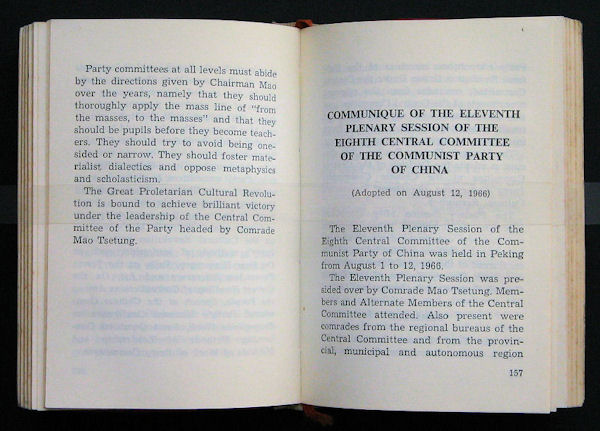 Party committees at all levels must abide
by the directions given by Chairman Mao
over the years, namely that they should
thoroughly apply the mass line of "from
the masses, to the masses" and that they
should be pupils before they become teach-
ers. They should try to avoid being one-
sided or narrow. They should foster mate-
rialist dialectics and oppose metaphysics
and scholasticism.
The Great Proletarian Cultural Revolu-
tion is bound to achieve brilliant victory
under the leadership of the Central Com-
mittee of the Party headed by Comrade
Mao Tsetung.
COMMUNIQUE OF THE ELEVENTH
PLENARY SESSION OF THE
EIGHTH CENTRAL COMMITTEE
OF THE COMMUNIST PARTY
OF CHINA
(Adopted on August 12, 1966)
The Eleventh Plenary Session of the
Eighth Central Committee of the Com-
munist Party of China was held in Peking
from August 1 to 12, 1966.
The Eleventh Plenary Session was pre-
sided over by Comrade Mao Tsetung. Mem-
bers and Alternate Members of the Central
Committee attended. Also present were
comrades from the regional bureaus of the
Central Committee and from the provin-
cial, municipal and autonomous region
157